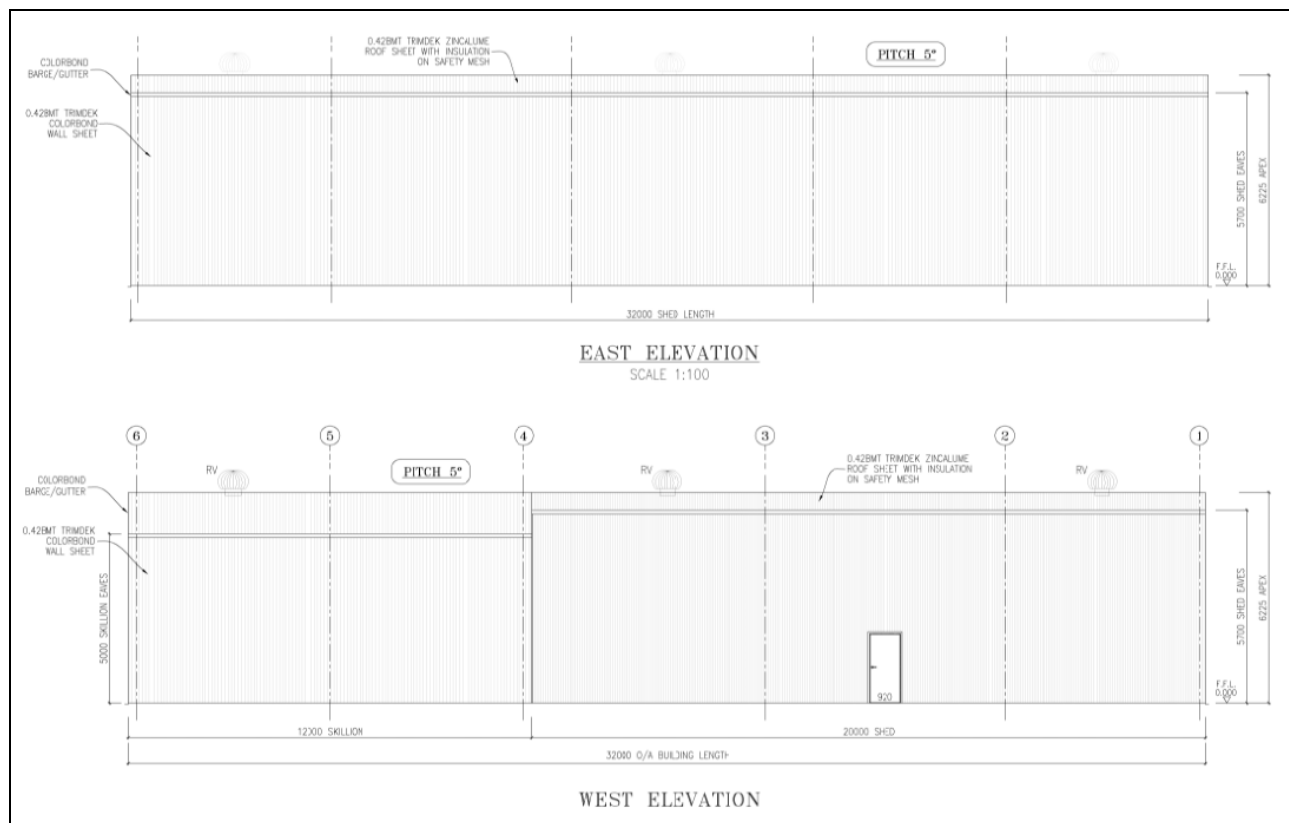 0.42BMT TRIMDEK ZINCALUME
ROOF SHEET WITH INSULATION
ON SAFETY MESH
PITCH 5°
COLORBOND
BARGE/GUTTER
0.42BMT TRIMDEK
COLORBOND
WALL SHEET
5700 SHED EAVES
6225 APEX
F.F.L.
0.000
32000 SHED LENGTH
EAST ELEVATION
SCALE 1:100
6
5
4
3
2
1
RV
PITCH 5°
RV
0.42BMT TRIMDEK ZINCALUME
ROOF SHEET WITH INSULATION
ON SAFETY MESH
RV
COLORBOND
BARGE/GUTTER
0.42BMT TRIMDEK
COLORBOND
WALL SHEET
5000 SKILLION EAVES
5700 SHED EAVES
6225 APEX
920
F.F.L.
0.000
12000 SKILLION
20000 SHED
32000 O/A BUILDING LENGTH
WEST ELEVATION